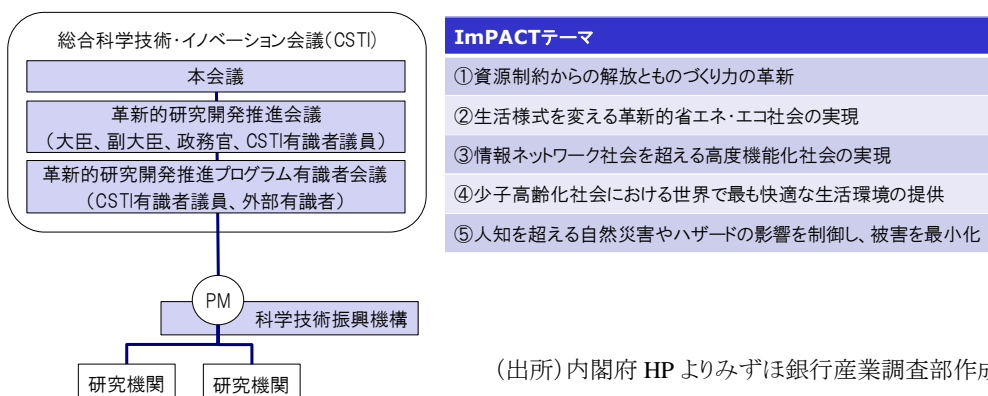 総合科学技術・イノベーション会議(CSTI)
本会議
革新的研究開発推進会議
(大臣、副大臣、政務官、CSTI有識者議員)
革新的研究開発推進プログラム有識者会議
(CSTI有識者議員、外部有識者)
PM
科学技術振興機構
研究機関
研究機関
ImPACTテーマ
①資源制約からの解放とものづくり力の革新
②生活様式を変える革新的省エネ・エコ社会の実現
③情報ネットワーク社会を超える高度機能化社会の実現
④少子高齢化社会における世界で最も快適な生活環境の提供
⑤人知を超える自然災害やハザードの影響を制御し、被害を最小化
(出所)内閣府 HP よりみずほ銀行産業調査部作成